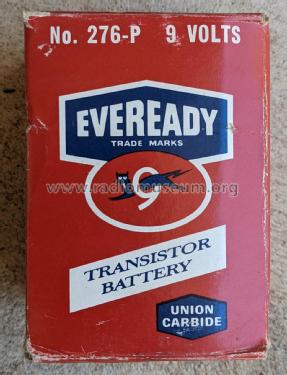 No. 276-P 9 VOLTS
EVEREADY
TRADE MARKS
9
www.radiomuseum.org
TRANSISTOR
BATTERY
UNION
CARBIDE